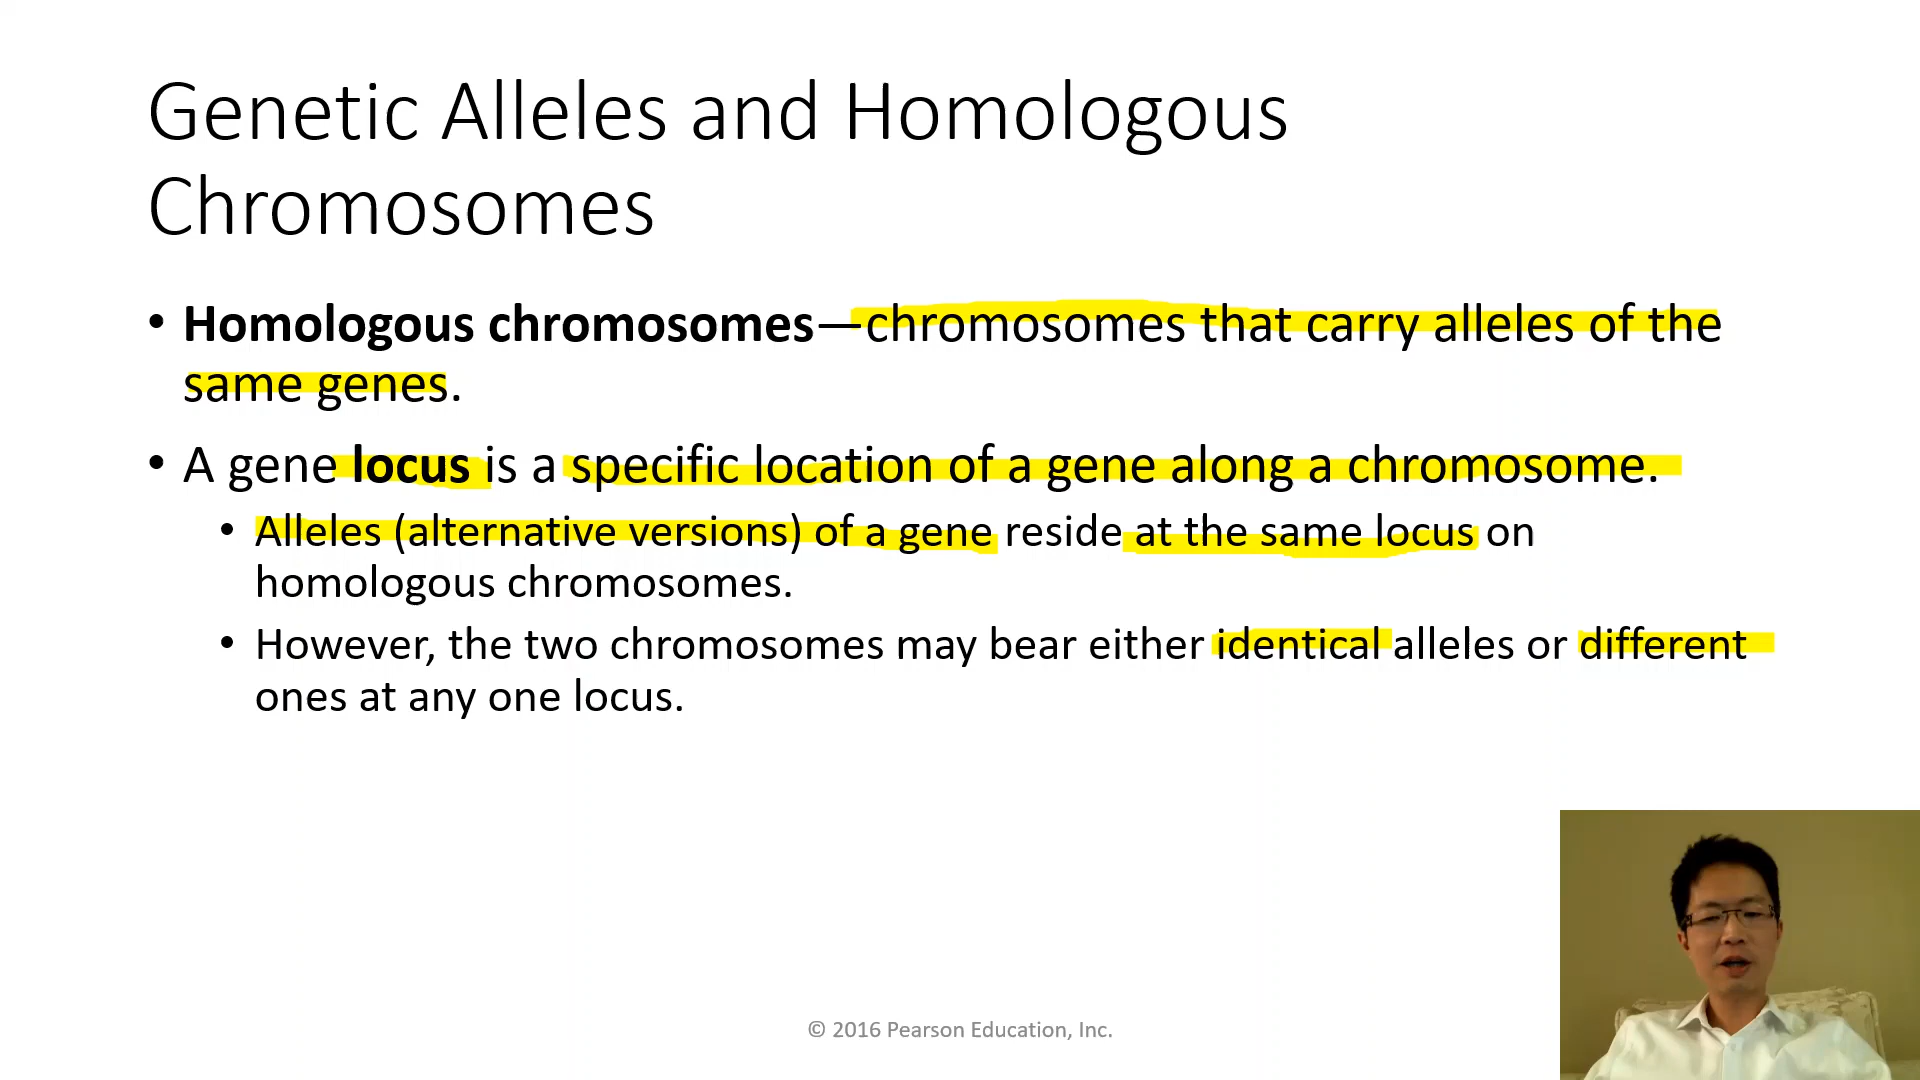 Genetic Alleles and Homologous
Chromosomes
• Homologous chromosomes—chromosomes that carry alleles of the
same genes.
• A gene locus is a specific location of a gene along a chromosome.
• Alleles (alternative versions) of a gene reside at the same locus on
homologous chromosomes.
• However, the two chromosomes may bear either identical alleles or different
ones at any one locus.
© 2016 Pearson Education, Inc.